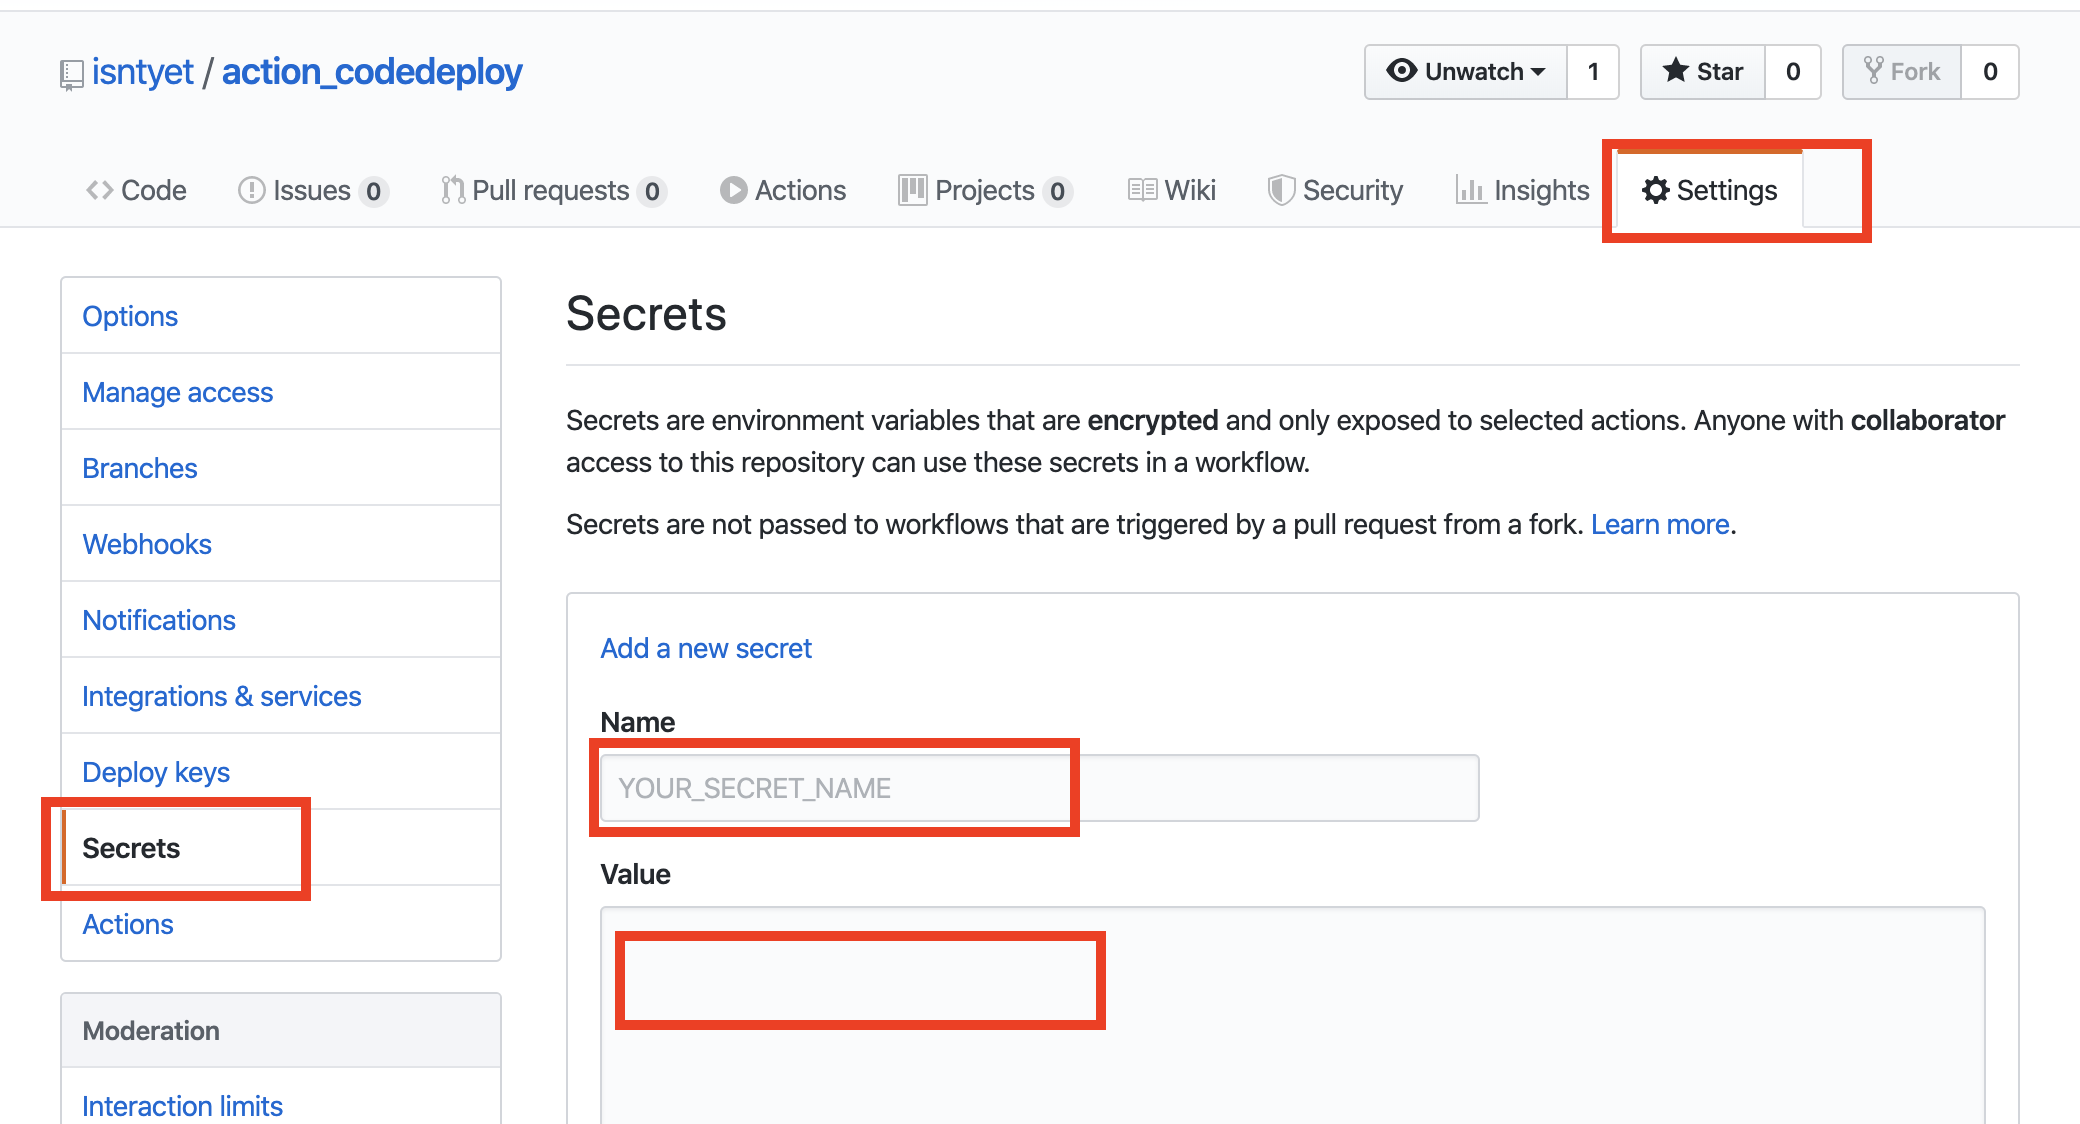 isntyet / action_codedeploy
Unwatch 1 Star 0 Fork 0
Code Issues 0 Pull requests 0 Actions Projects 0 Wiki Security Insights Settings
Options
Manage access
Branches
Webhooks
Notifications
Integrations & services
Deploy keys
Secrets
Actions
Moderation
Interaction limits
Secrets
Secrets are environment variables that are encrypted and only exposed to selected actions. Anyone with collaborator
access to this repository can use these secrets in a workflow.
Secrets are not passed to workflows that are triggered by a pull request from a fork. Learn more.
Add a new secret
Name
YOUR_SECRET_NAME
Value